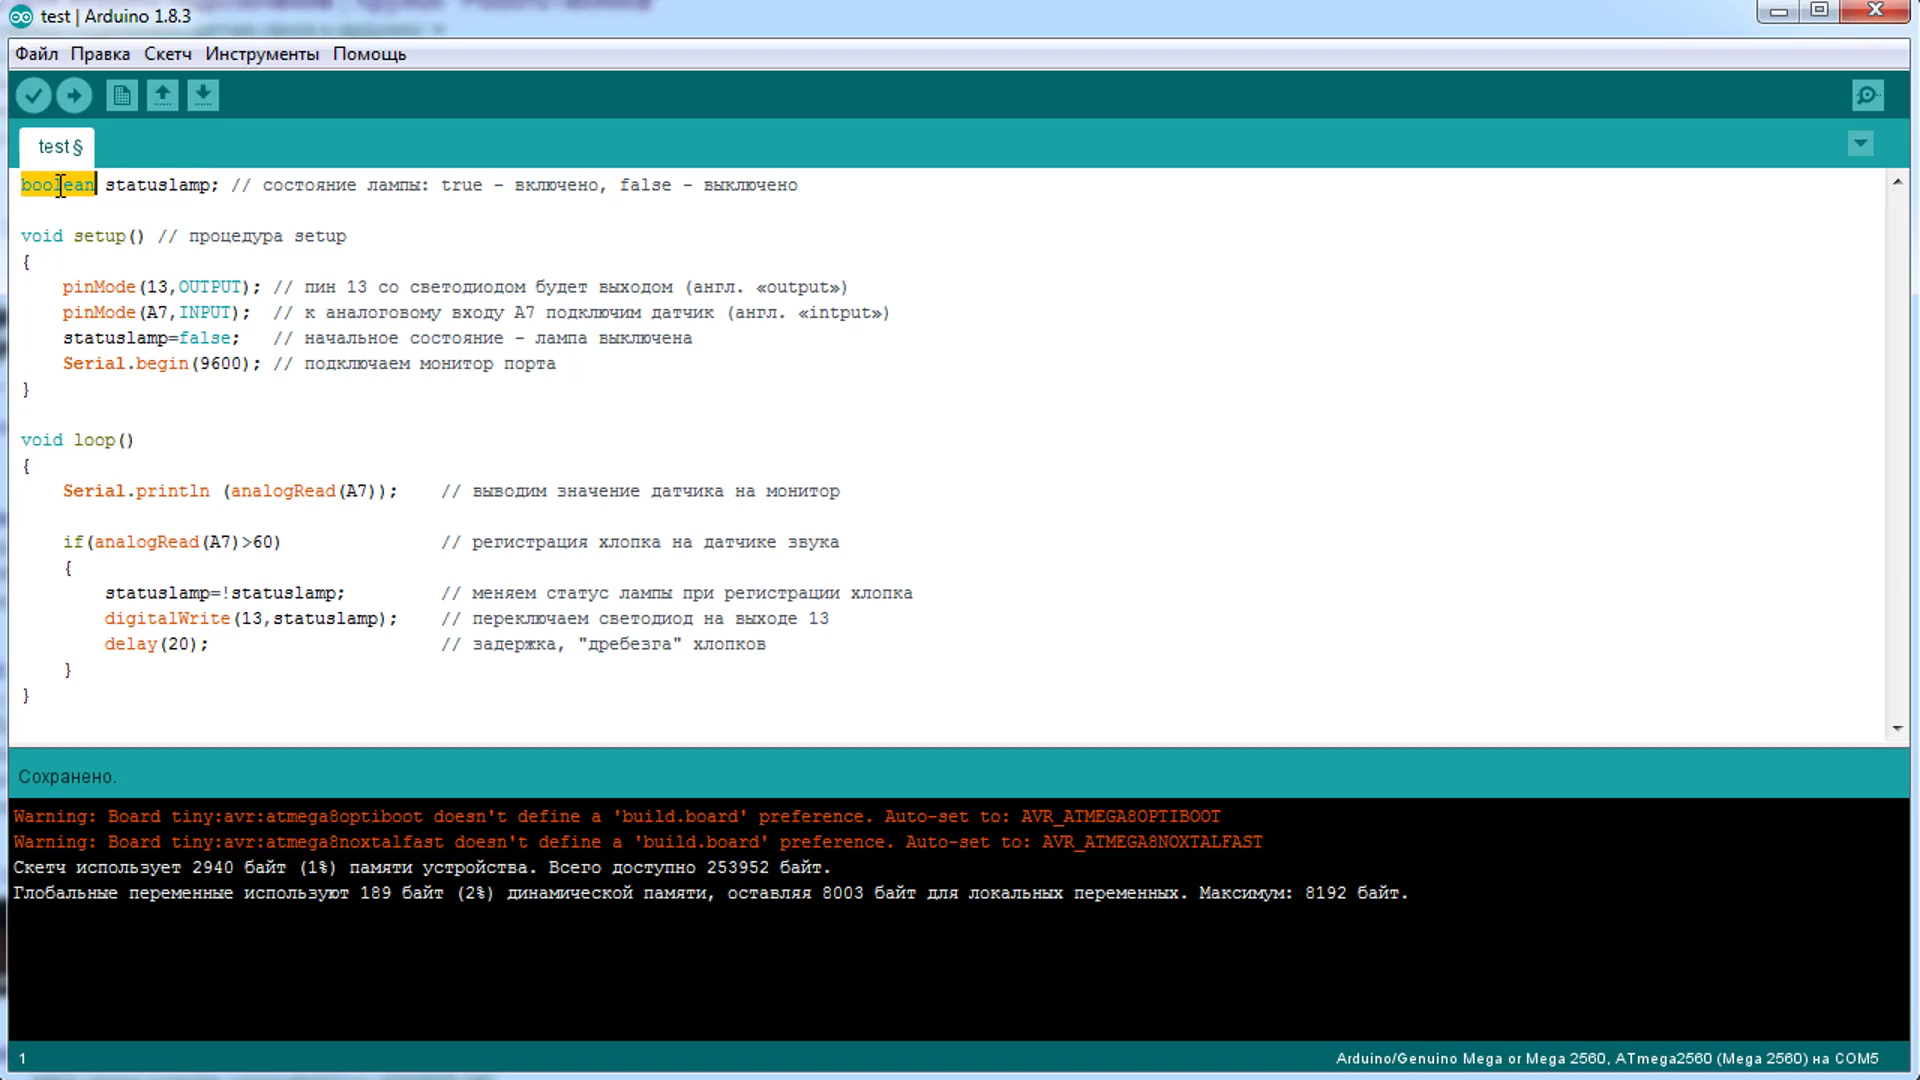 test | Arduino 1.8.3
Файл Правка Скетч Инструменты Помощь
test §
boolean statuslamp; // состояние лампы: true - включено, false - выключено
void setup() // процедура setup
{
pinMode(13,OUTPUT); // пин 13 со светодиодом будет выходом (англ. «output»)
pinMode(A7,INPUT); // к аналоговому входу A7 подключим датчик (англ. «intput»)
statuslamp=false; // начальное состояние - лампа выключена
Serial.begin(9600); // подключаем монитор порта
}
void loop()
{
Serial.println (analogRead(A7)); // выводим значение датчика на монитор
if(analogRead(A7)>60) // регистрация хлопка на датчике звука
{
statuslamp=!statuslamp; // меняем статус лампы при регистрации хлопка
digitalWrite(13,statuslamp); // переключаем светодиод на выходе 13
delay(20); // задержка, "дребезга" хлопков
}
}
Сохранено.
Warning: Board tiny:avr:atmega8optiboot doesn't define a 'build.board' preference. Auto-set to: AVR_ATMEGA8OPTIBOOT
Warning: Board tiny:avr:atmega8noxtalfast doesn't define a 'build.board' preference. Auto-set to: AVR_ATMEGA8NOXTALFAST
Скетч использует 2940 байт (1%) памяти устройства. Всего доступно 253952 байт.
Глобальные переменные используют 189 байт (2%) динамической памяти, оставляя 8003 байт для локальных переменных. Максимум: 8192 байт.
1 Arduino/Genuino Mega or Mega 2560, ATmega2560 (Mega 2560) на COM5